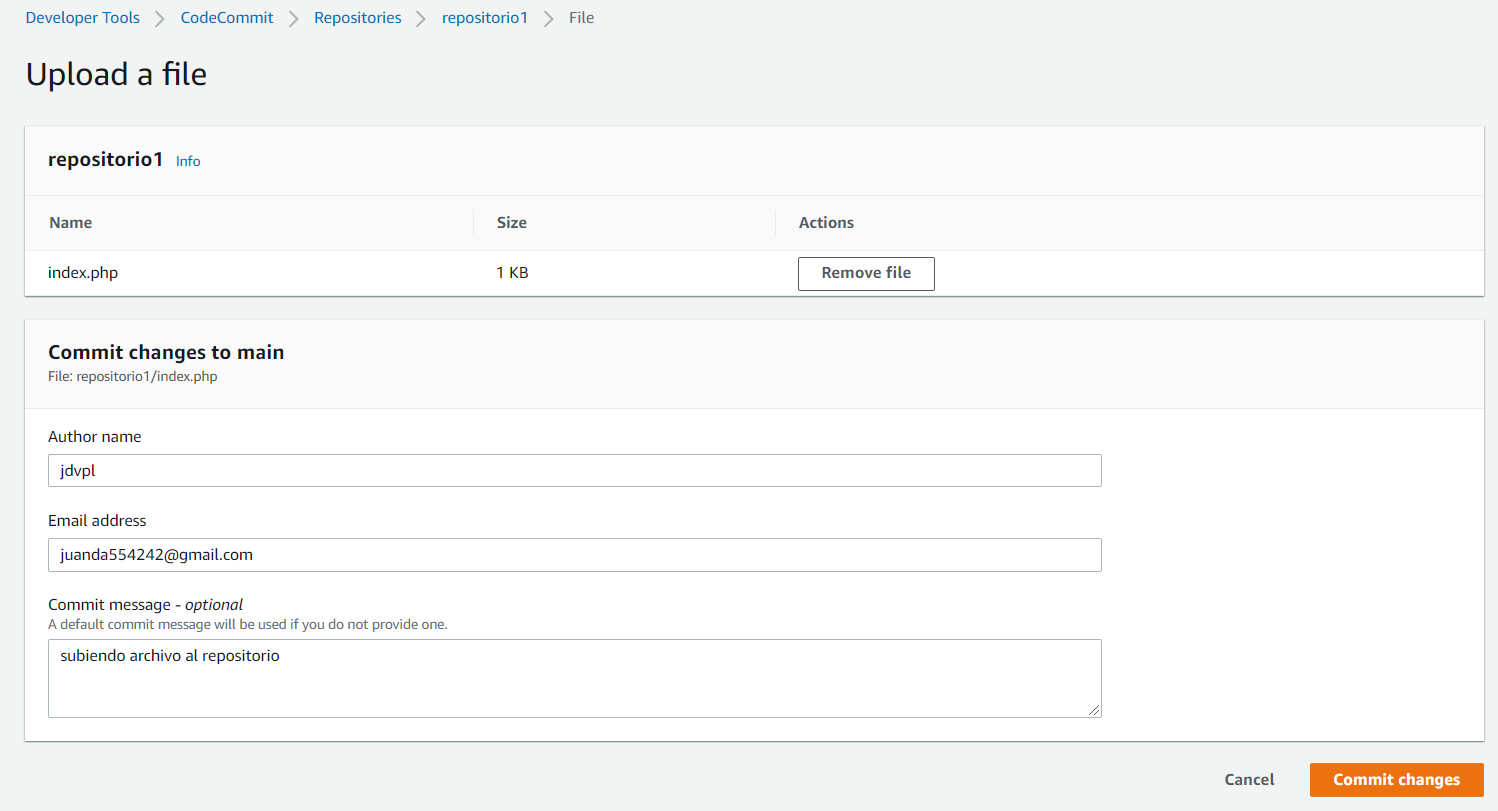 Developer Tools > CodeCommit > Repositories > repositorio1 > File
Upload a file
repositorio1 Info
Name Size Actions
index.php 1 KB Remove file
Commit changes to main
File: repositorio1/index.php
Author name
jdvpl
Email address
juanda554242@gmail.com
Commit message - optional
A default commit message will be used if you do not provide one.
subiendo archivo al repositorio
Cancel Commit changes